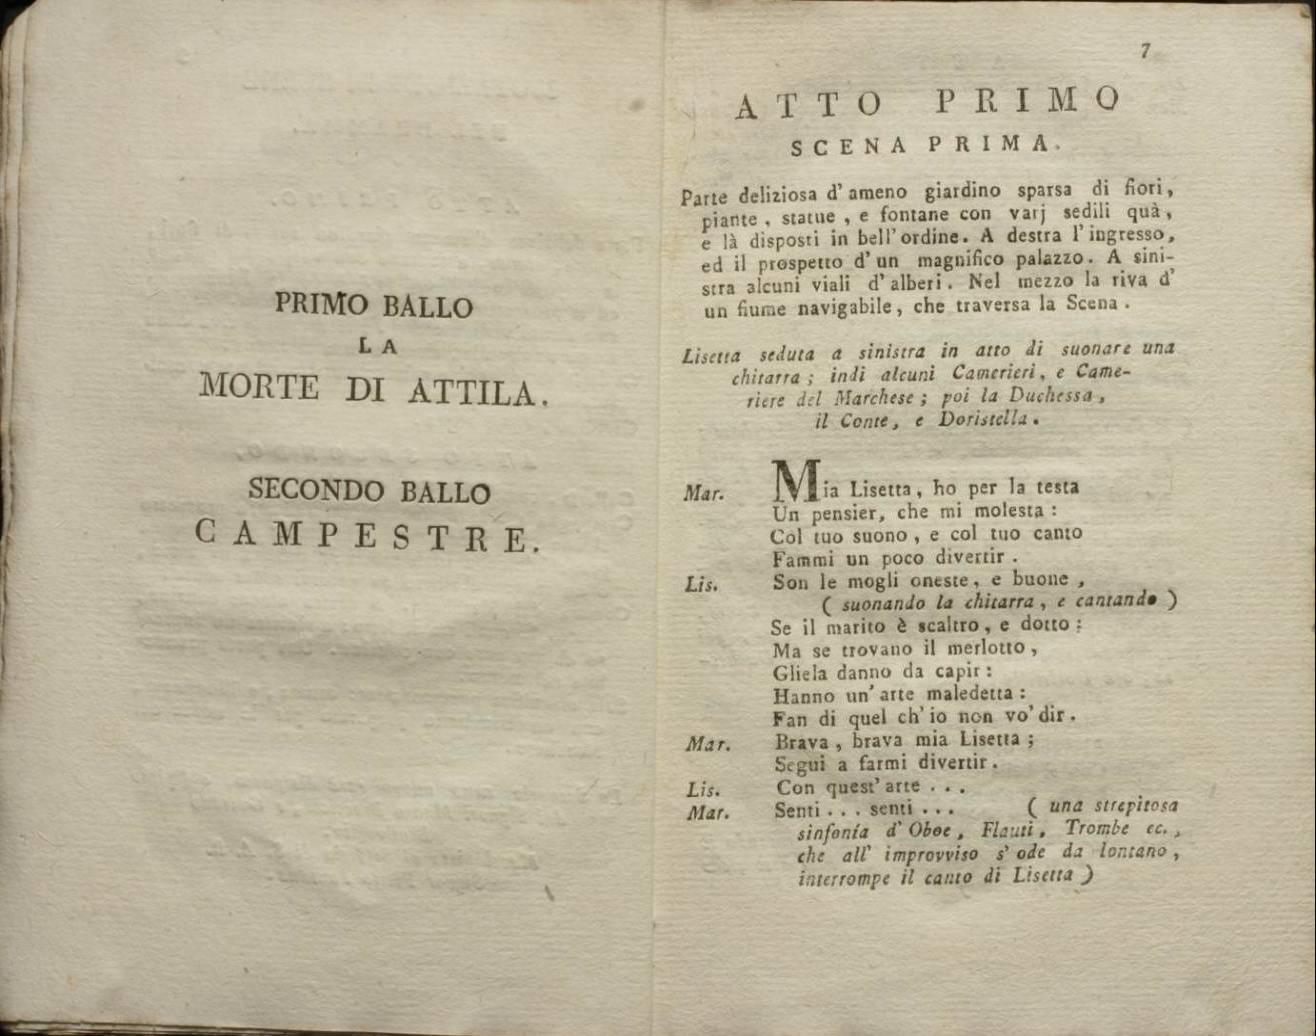 PRIMO BALLO
LA
MORTE DI ATTILA.
SECONDO BALLO
CAMPESTRE.
7
ATTO PRIMO
SCENA PRIMA.
Parte deliziosa d' ameno giardino sparsa di fiori,
piante, statue, e fontane con varj sedili quà,
e là disposti in bell' ordine. A destra l' ingresso,
ed il prospetto d' un magnifico palazzo. A sini-
stra alcuni viali d' alberi. Nel mezzo la riva d'
un fiume navigabile, che traversa la Scena.
Lisetta seduta a sinistra in atto di suonare una
chitarra; indi alcuni Camerieri, e Came-
riere del Marchese; poi la Duchessa,
il Conte, e Doristella.
Mar. Mia Lisetta, ho per la testa
Un pensier, che mi molesta:
Col tuo suono, e col tuo canto
Fammi un poco divertir.
Lis. Son le mogli oneste, e buone,
( suonando la chitarra, e cantando )
Se il marito è scaltro, e dotto:
Ma se trovano il merlotto,
Gliela danno da capir:
Hanno un' arte maledetta:
Fan di quel ch' io non vo' dir.
Mar. Brava, brava mia Lisetta;
Segui a farmi divertir.
Lis. Con quest' arte ...
Mar. Senti ... senti ... ( una strepitosa
sinfonía d' Oboe, Flauti, Trombe ec.,
che all' improvviso s' ode da lontano,
interrompe il canto di Lisetta )